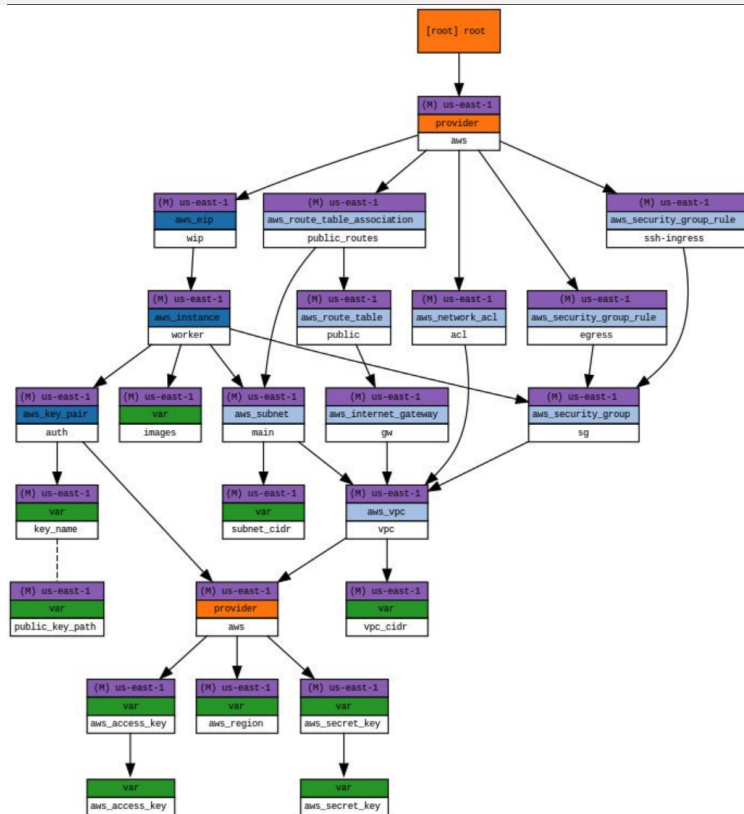 [root] root
(M) us-east-1
provider
aws
(M) us-east-1
aws_eip
wip
(M) us-east-1
aws_route_table_association
public_routes
(M) us-east-1
aws_security_group_rule
ssh-ingress
(M) us-east-1
aws_instance
worker
(M) us-east-1
aws_route_table
public
(M) us-east-1
aws_network_acl
acl
(M) us-east-1
aws_security_group_rule
egress
(M) us-east-1
aws_key_pair
auth
(M) us-east-1
var
images
(M) us-east-1
aws_subnet
main
(M) us-east-1
aws_internet_gateway
gw
(M) us-east-1
aws_security_group
sg
(M) us-east-1
var
key_name
(M) us-east-1
var
subnet_cidr
(M) us-east-1
aws_vpc
vpc
(M) us-east-1
var
public_key_path
(M) us-east-1
provider
aws
(M) us-east-1
var
vpc_cidr
(M) us-east-1
var
aws_access_key
(M) us-east-1
var
aws_region
(M) us-east-1
var
aws_secret_key
var
aws_access_key
var
aws_secret_key